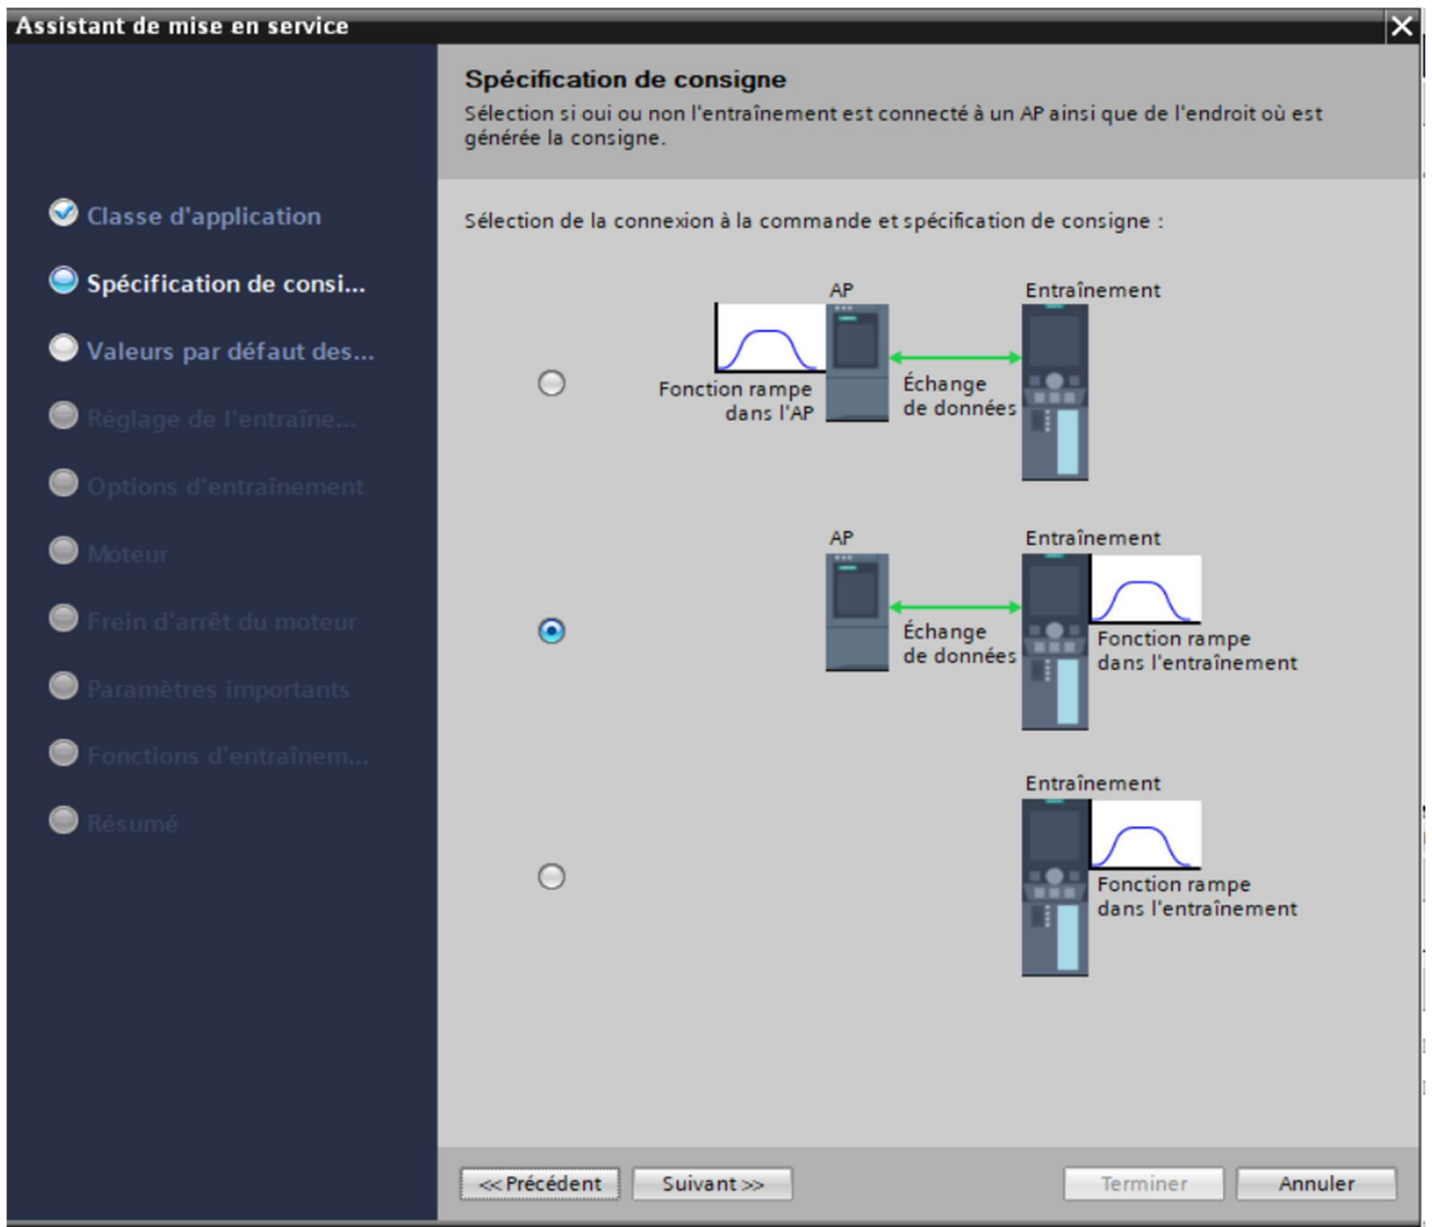 Assistant de mise en service
Spécification de consigne
Sélection si oui ou non l'entraînement est connecté à un AP ainsi que de l'endroit où est
générée la consigne.
Classe d'application
Spécification de consi...
Valeurs par défaut des...
Réglage de l'entraîne...
Options d'entraînement
Moteur
Frein d'arrêt du moteur
Paramètres importants
Fonctions d'entraînem...
Résumé
Sélection de la connexion à la commande et spécification de consigne :
AP
Entraînement
Fonction rampe
dans l'AP
Échange
de données
AP
Entraînement
Échange
de données
Fonction rampe
dans l'entraînement
Entraînement
Fonction rampe
dans l'entraînement
<<Précédent
Suivant>>
Terminer
Annuler